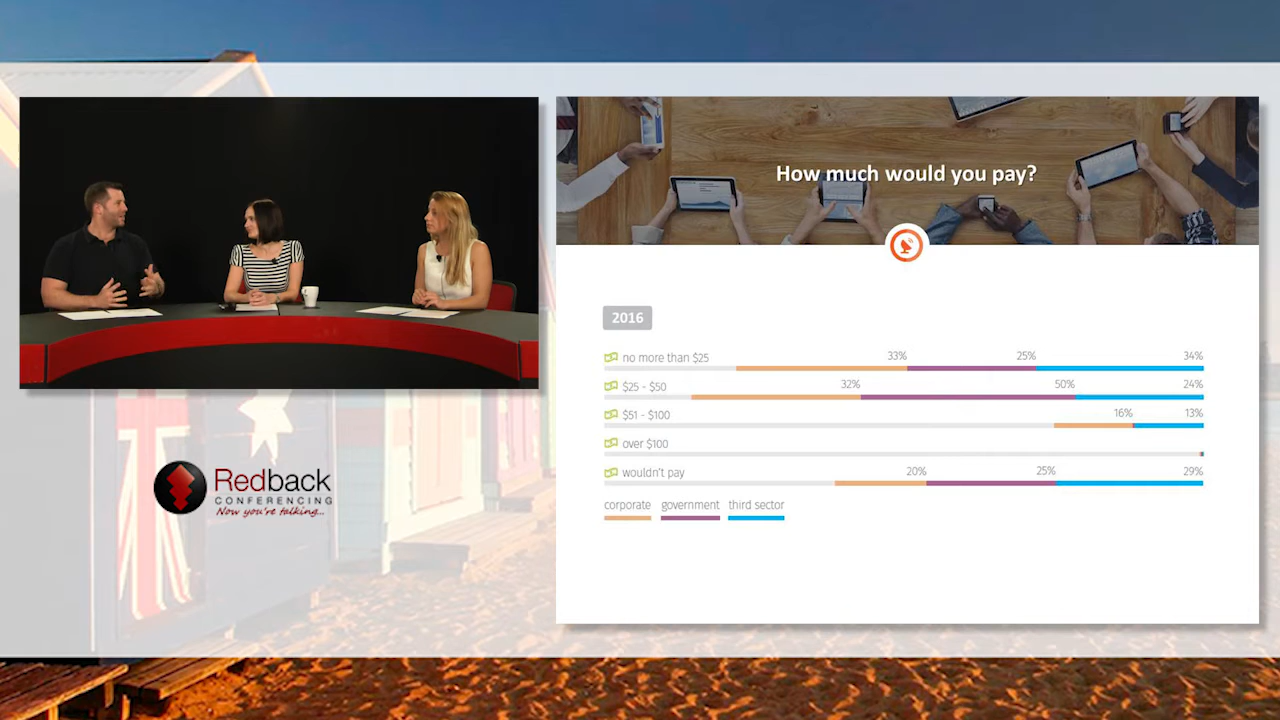 How much would you pay?
2016
no more than $25 33% 25% 34%
$25 - $50 32% 50% 24%
$51 - $100 16% 13%
over $100
wouldn't pay 20% 25% 29%
corporate government third sector
Redback
CONFERENCING
Now you're talking...